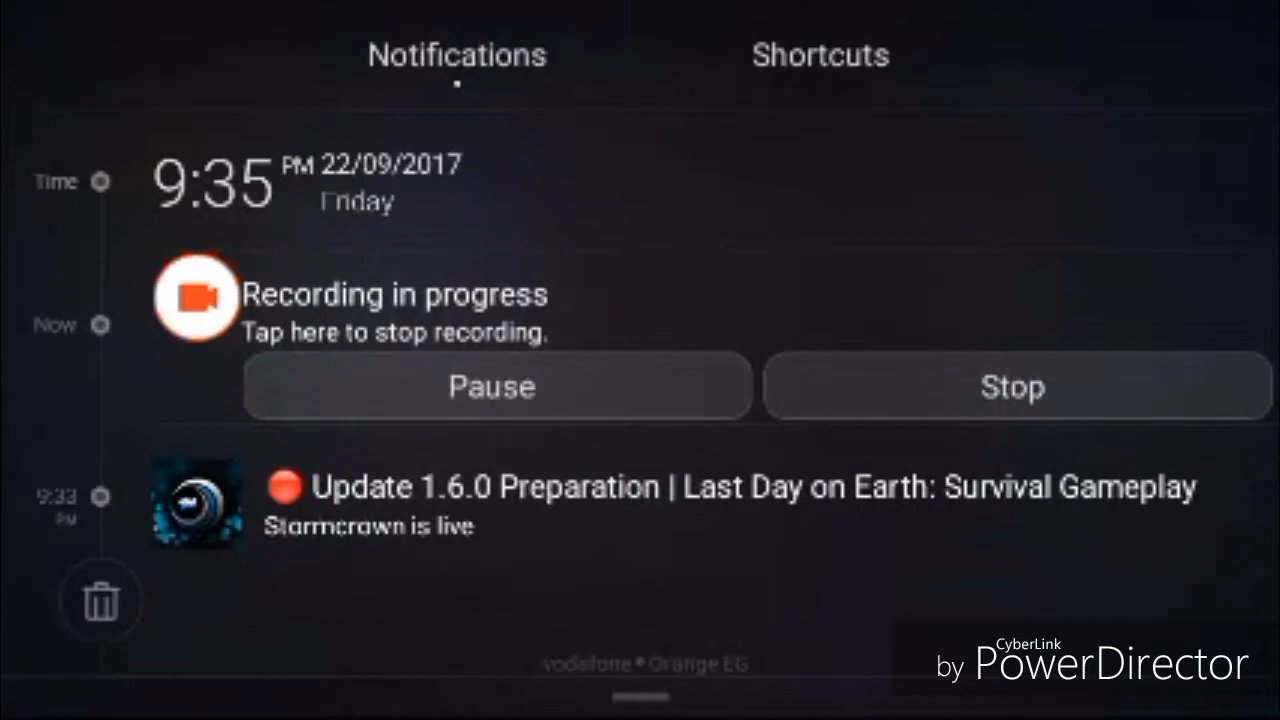 Notifications
Shortcuts
Time
9:35 PM 22/09/2017
Friday
Now
Recording in progress
Tap here to stop recording.
Pause
Stop
9:33 PM
Update 1.6.0 Preparation | Last Day on Earth: Survival Gameplay
Stormcrown is live
vodafone • Orange EG
CyberLink
by PowerDirector